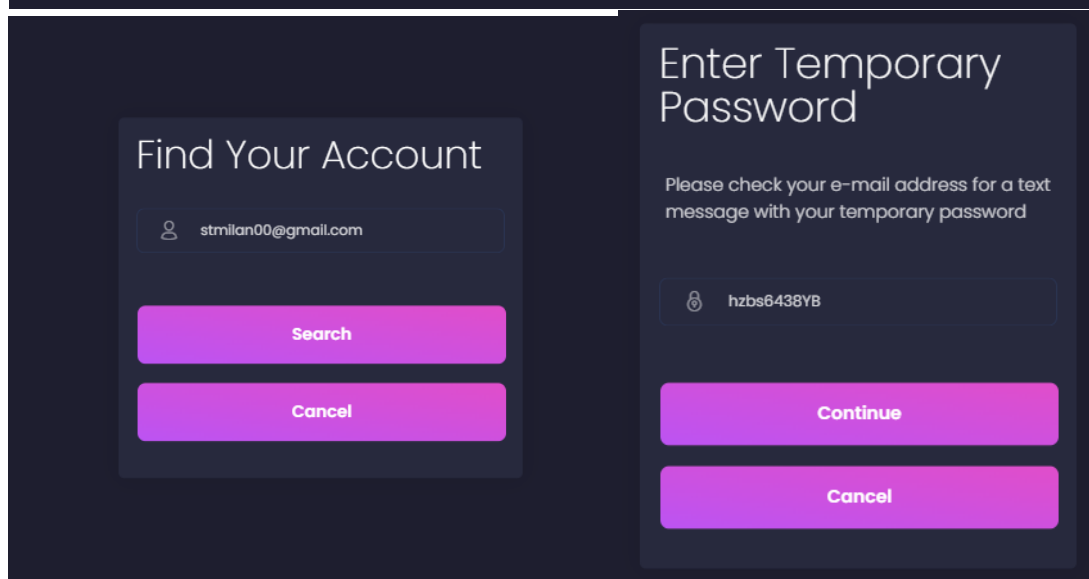 Find Your Account
stmilan00@gmail.com
Search
Cancel
Enter Temporary
Password
Please check your e-mail address for a text
message with your temporary password
hzbs6438YB
Continue
Cancel